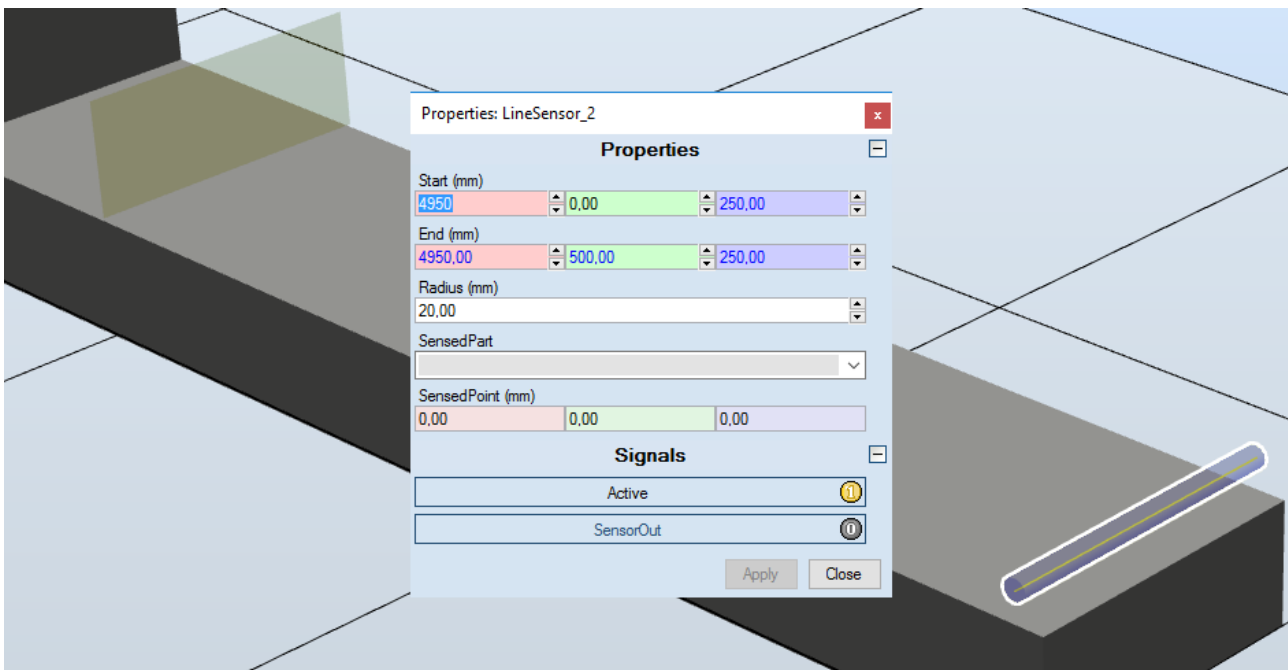 Properties: LineSensor_2
x
Properties
Start (mm)
4950 0,00 250,00
End (mm)
4950,00 500,00 250,00
Radius (mm)
20,00
SensedPart
SensedPoint (mm)
0,00 0,00 0,00
Signals
Active 1
SensorOut 0
Apply Close